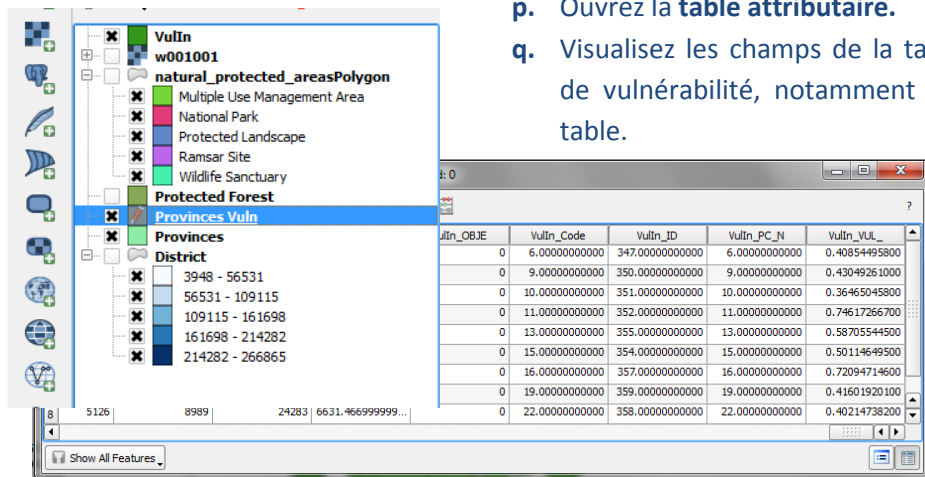 p. Ouvrez la table attributaire.
q. Visualisez les champs de la ta
de vulnérabilité, notamment
table.
VulIn
w001001
natural_protected_areasPolygon
Multiple Use Management Area
National Park
Protected Landscape
Ramsar Site
Wildlife Sanctuary
Protected Forest
Provinces Vuln
Provinces
District
3948 - 56531
56531 - 109115
109115 - 161698
161698 - 214282
214282 - 266865
: 0
?
ulIn_OBJE VulIn_Code VulIn_ID VulIn_PC_N VulIn_VUL_
0 6.00000000000 347.00000000000 6.00000000000 0.40854495800
0 9.00000000000 350.00000000000 9.00000000000 0.43049261000
0 10.00000000000 351.00000000000 10.00000000000 0.36465045800
0 11.00000000000 352.00000000000 11.00000000000 0.74617266700
0 13.00000000000 355.00000000000 13.00000000000 0.58705544500
0 15.00000000000 354.00000000000 15.00000000000 0.50114649500
0 16.00000000000 357.00000000000 16.00000000000 0.72094714600
0 19.00000000000 359.00000000000 19.00000000000 0.41601920100
8 5126 8989 24283 6631.466999999... 0 22.00000000000 358.00000000000 22.00000000000 0.40214738200
Show All Features